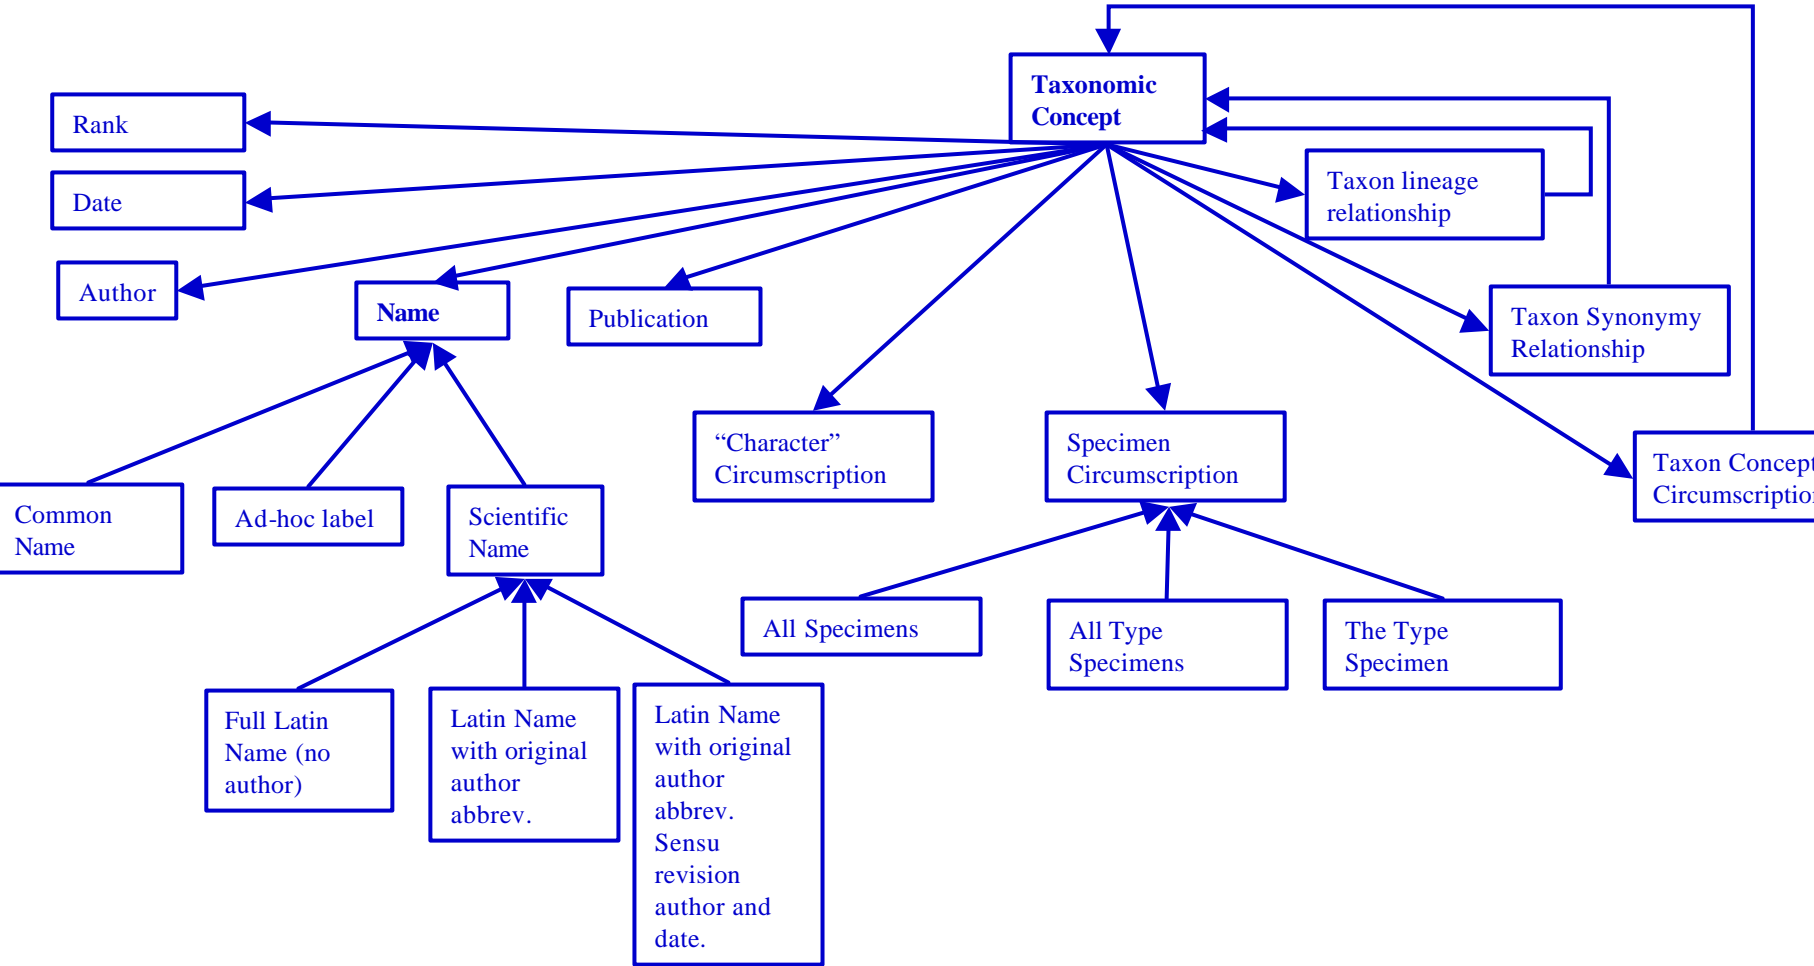 Taxonomic
Concept
Rank
Date
Author
Name
Publication
Taxon lineage
relationship
Taxon Synonymy
Relationship
“Character”
Circumscription
Specimen
Circumscription
Taxon Concept
Circumscription
Common
Name
Ad-hoc label
Scientific
Name
All Specimens
All Type
Specimens
The Type
Specimen
Full Latin
Name (no
author)
Latin Name
with original
author
abbrev.
Latin Name
with original
author
abbrev.
Sensu
revision
author and
date.